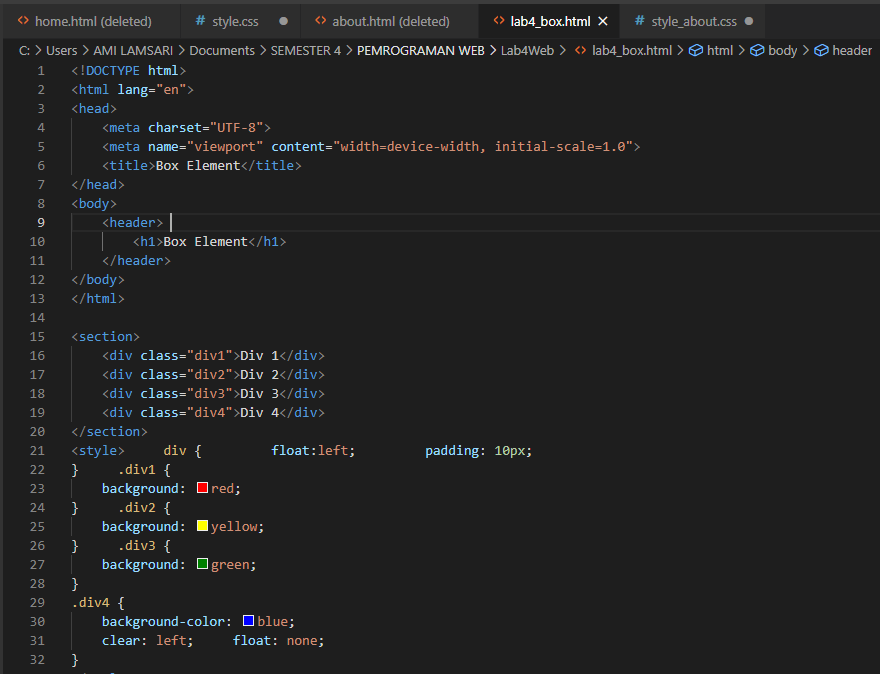 home.html (deleted) # style.css about.html (deleted) lab4_box.html # style_about.css
C: > Users > AMI LAMSARI > Documents > SEMESTER 4 > PEMROGRAMAN WEB > Lab4Web > lab4_box.html > html > body > header
1 <!DOCTYPE html>
2 <html lang="en">
3 <head>
4 <meta charset="UTF-8">
5 <meta name="viewport" content="width=device-width, initial-scale=1.0">
6 <title>Box Element</title>
7 </head>
8 <body>
9 <header>
10 <h1>Box Element</h1>
11 </header>
12 </body>
13 </html>
14
15 <section>
16 <div class="div1">Div 1</div>
17 <div class="div2">Div 2</div>
18 <div class="div3">Div 3</div>
19 <div class="div4">Div 4</div>
20 </section>
21 <style> div { float:left; padding: 10px;
22 } .div1 {
23 background: red;
24 } .div2 {
25 background: yellow;
26 } .div3 {
27 background: green;
28 }
29 .div4 {
30 background-color: blue;
31 clear: left; float: none;
32 }